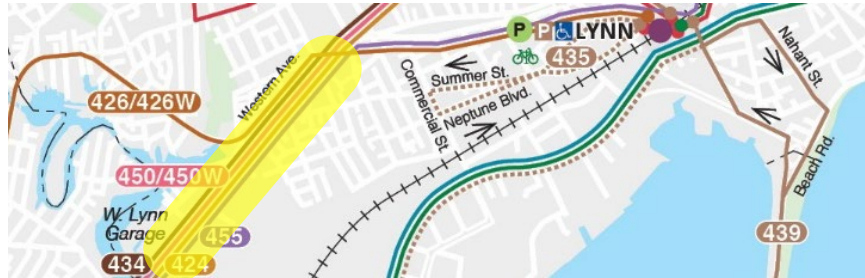 P P LYNN
435
Western Ave.
Summer St.
Nahant St.
426/426W
Commercial St.
Neptune Blvd.
450/450W
Beach Rd.
W. Lynn
Garage
455
439
434
424